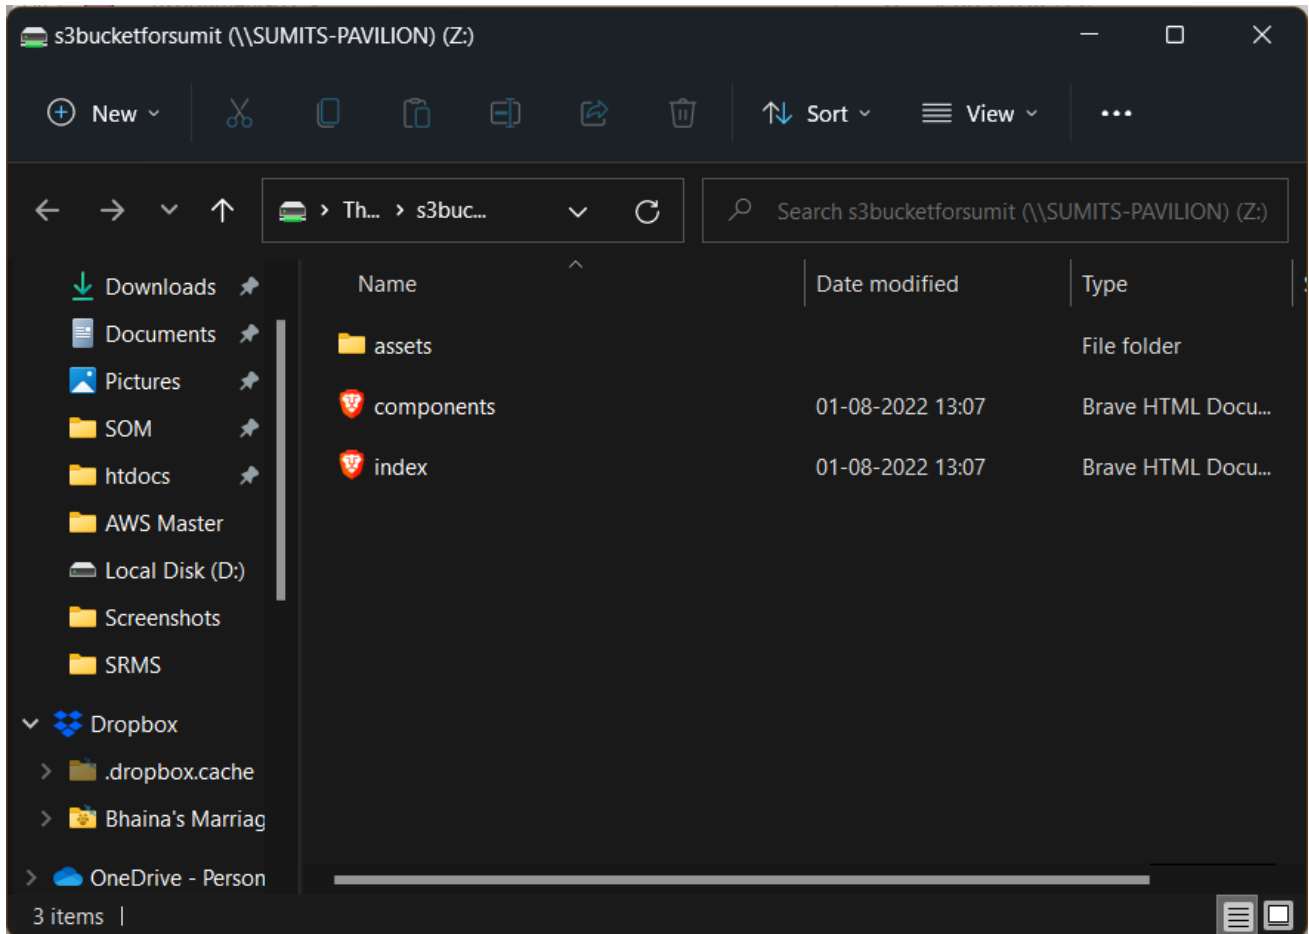 s3bucketforsumit (\\SUMITS-PAVILION) (Z:)
New Sort View
Th... s3buc... Search s3bucketforsumit (\\SUMITS-PAVILION) (Z:)
Downloads
Documents
Pictures
SOM
htdocs
AWS Master
Local Disk (D:)
Screenshots
SRMS
Dropbox
.dropbox.cache
Bhaina's Marriag
OneDrive - Person
Name Date modified Type
assets File folder
components 01-08-2022 13:07 Brave HTML Docu...
index 01-08-2022 13:07 Brave HTML Docu...
3 items